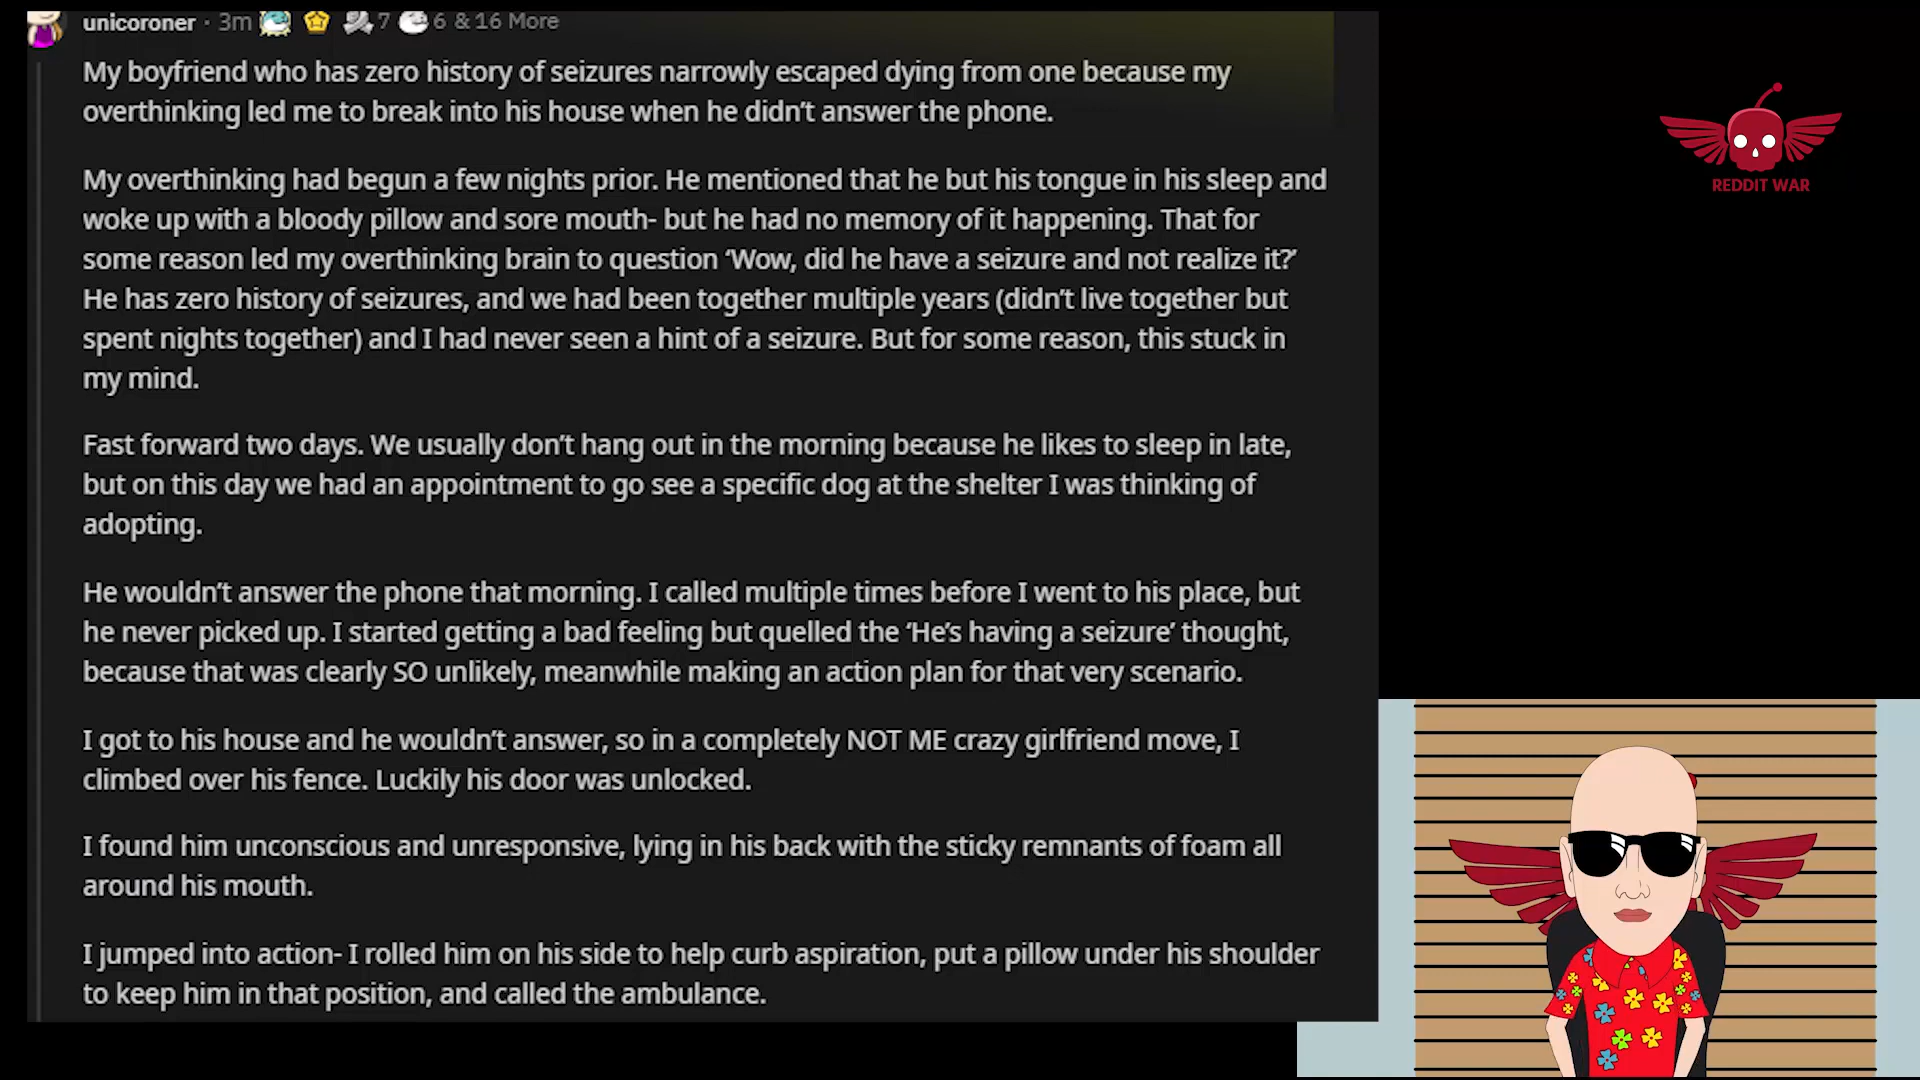 unicoroner · 3m 7 6 & 16 More
My boyfriend who has zero history of seizures narrowly escaped dying from one because my
overthinking led me to break into his house when he didn’t answer the phone.
My overthinking had begun a few nights prior. He mentioned that he but his tongue in his sleep and
woke up with a bloody pillow and sore mouth- but he had no memory of it happening. That for
some reason led my overthinking brain to question ‘Wow, did he have a seizure and not realize it?’
He has zero history of seizures, and we had been together multiple years (didn’t live together but
spent nights together) and I had never seen a hint of a seizure. But for some reason, this stuck in
my mind.
Fast forward two days. We usually don’t hang out in the morning because he likes to sleep in late,
but on this day we had an appointment to go see a specific dog at the shelter I was thinking of
adopting.
He wouldn’t answer the phone that morning. I called multiple times before I went to his place, but
he never picked up. I started getting a bad feeling but quelled the ‘He’s having a seizure’ thought,
because that was clearly SO unlikely, meanwhile making an action plan for that very scenario.
I got to his house and he wouldn’t answer, so in a completely NOT ME crazy girlfriend move, I
climbed over his fence. Luckily his door was unlocked.
I found him unconscious and unresponsive, lying in his back with the sticky remnants of foam all
around his mouth.
I jumped into action- I rolled him on his side to help curb aspiration, put a pillow under his shoulder
to keep him in that position, and called the ambulance.
REDDIT WAR